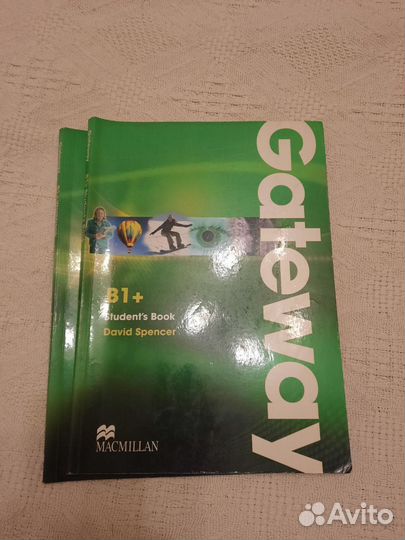 Gateway
B1+
Student's Book
David Spencer
MACMILLAN
Avito